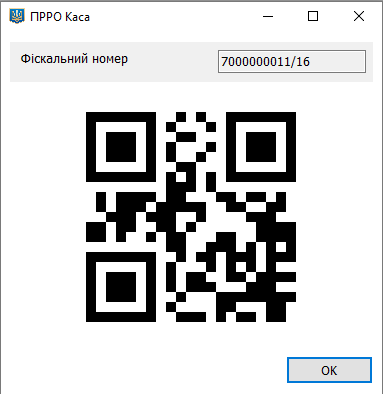 ПРРО Каса
Фіскальний номер
7000000011/16
OK